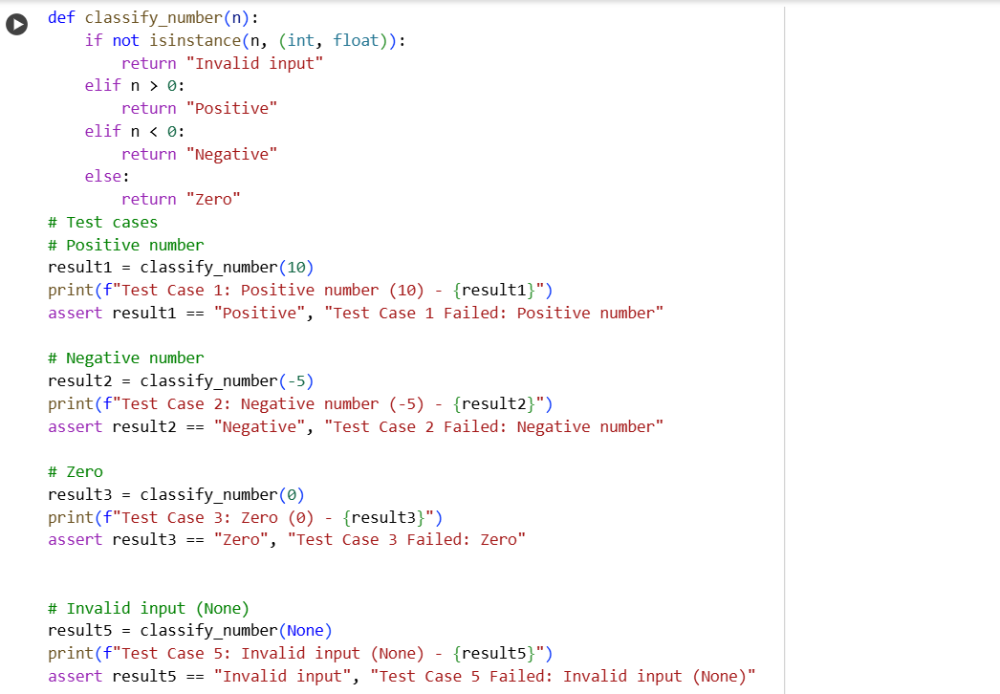 def classify_number(n):
    if not isinstance(n, (int, float)):
        return "Invalid input"
    elif n > 0:
        return "Positive"
    elif n < 0:
        return "Negative"
    else:
        return "Zero"
# Test cases
# Positive number
result1 = classify_number(10)
print(f"Test Case 1: Positive number (10) - {result1}")
assert result1 == "Positive", "Test Case 1 Failed: Positive number"

# Negative number
result2 = classify_number(-5)
print(f"Test Case 2: Negative number (-5) - {result2}")
assert result2 == "Negative", "Test Case 2 Failed: Negative number"

# Zero
result3 = classify_number(0)
print(f"Test Case 3: Zero (0) - {result3}")
assert result3 == "Zero", "Test Case 3 Failed: Zero"


# Invalid input (None)
result5 = classify_number(None)
print(f"Test Case 5: Invalid input (None) - {result5}")
assert result5 == "Invalid input", "Test Case 5 Failed: Invalid input (None)"